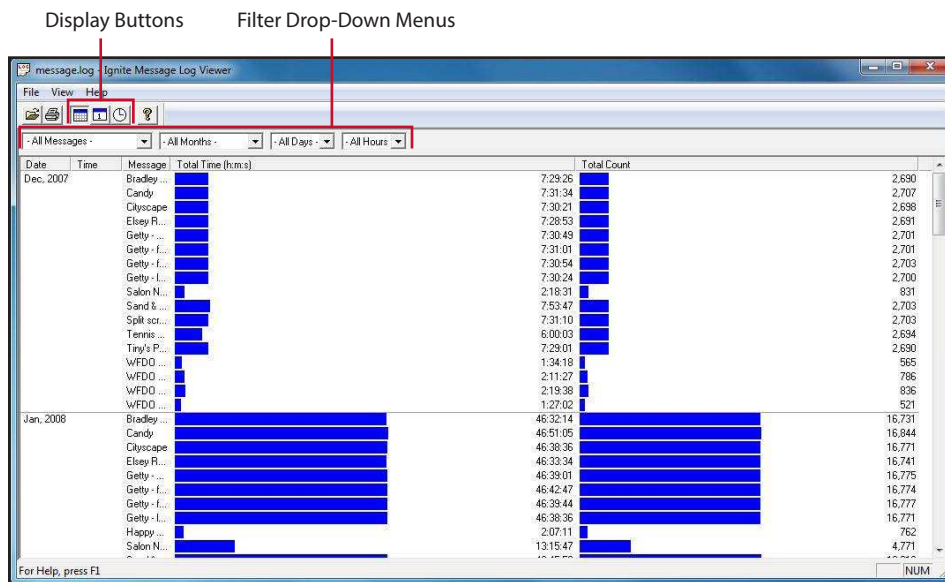 Display Buttons Filter Drop-Down Menus
message.log - Ignite Message Log Viewer
File View Help
- All Messages - - All Months - - All Days - - All Hours
Date Time Message Total Time (h:m:s) Total Count
Dec, 2007 Bradley ... 7:29:26 2,690
Candy 7:31:34 2,707
Cityscape 7:30:21 2,698
Elsey R... 7:28:53 2,691
Getty - ... 7:30:49 2,701
Getty - f... 7:31:01 2,701
Getty - f... 7:30:54 2,703
Getty - l... 7:30:24 2,700
Salon N... 2:18:31 831
Sand & ... 7:53:47 2,703
Split scr... 7:31:10 2,703
Tennis ... 6:00:03 2,694
Tiny's P... 7:29:01 2,690
WFDO ... 1:34:18 565
WFDO ... 2:11:27 786
WFDO ... 2:19:38 836
WFDO ... 1:27:02 521
Jan, 2008 Bradley ... 46:32:14 16,731
Candy 46:51:05 16,844
Cityscape 46:38:36 16,771
Elsey R... 46:33:34 16,741
Getty - ... 46:39:01 16,775
Getty - f... 46:42:47 16,774
Getty - f... 46:39:44 16,777
Getty - l... 46:38:36 16,771
Happy ... 2:07:11 762
Salon N... 13:15:47 4,771
For Help, press F1 NUM